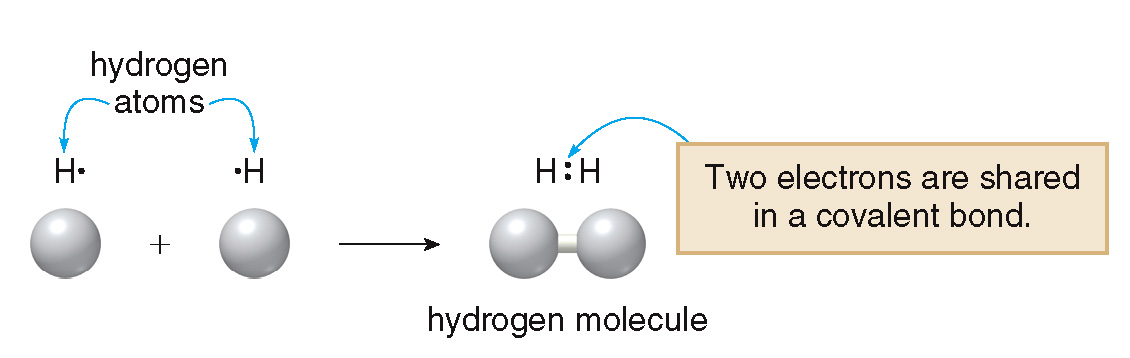 hydrogen
atoms
H· ·H H:H
Two electrons are shared
in a covalent bond.
+
hydrogen molecule